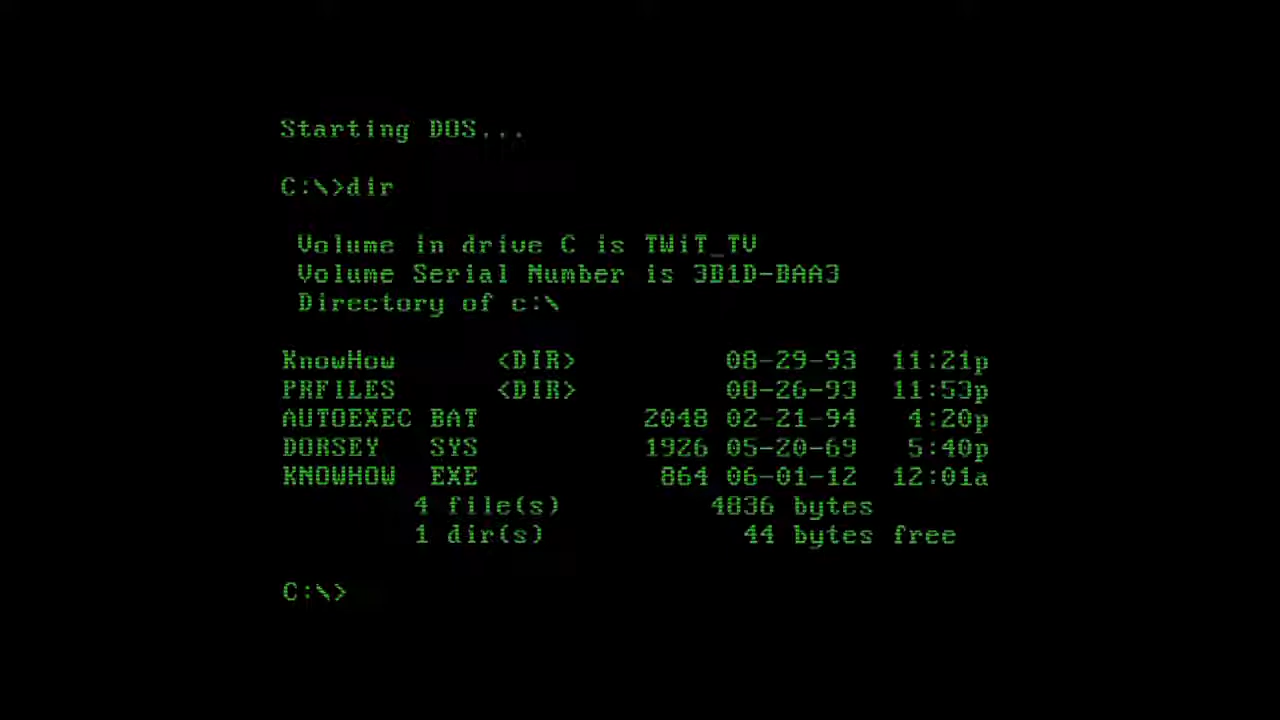 Starting DOS...
C:\>dir
Volume in drive C is TWiT_TV
Volume Serial Number is 3B1D-BAA3
Directory of c:\
KnowHow <DIR> 08-29-93 11:21p
PRFILES <DIR> 08-26-93 11:53p
AUTOEXEC BAT 2048 02-21-94 4:20p
DORSEY SYS 1926 05-20-69 5:40p
KNOWHOW EXE 864 06-01-12 12:01a
4 file(s) 4836 bytes
1 dir(s) 44 bytes free
C:\>